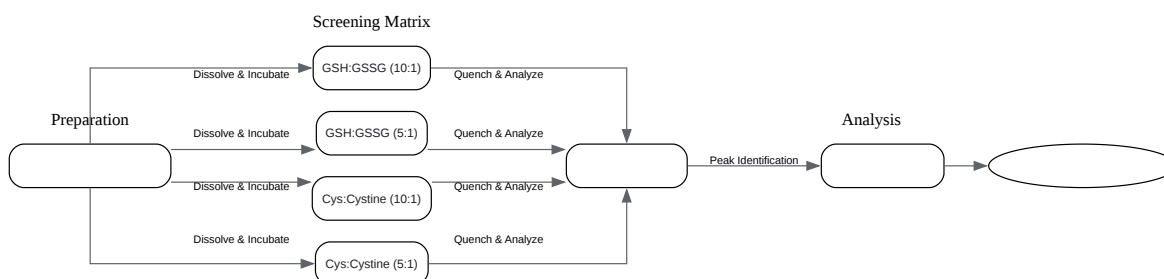 Screening Matrix
GSH:GSSG (10:1)
Dissolve & Incubate
Quench & Analyze
Preparation
Analysis
GSH:GSSG (5:1)
Dissolve & Incubate
Quench & Analyze
Peak Identification
Dissolve & Incubate
Quench & Analyze
Cys:Cystine (10:1)
Dissolve & Incubate
Quench & Analyze
Cys:Cystine (5:1)